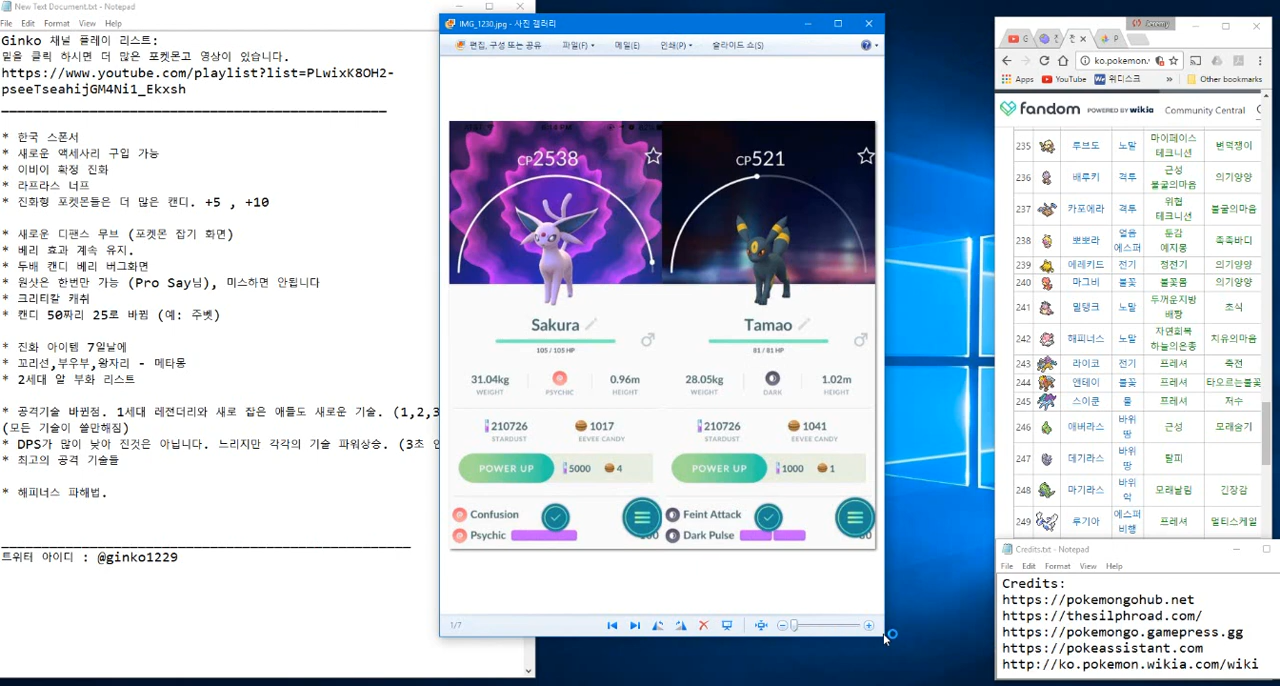 New Text Document.txt - Notepad
File Edit Format View Help
Ginko 채널 플레이 리스트:
밑을 클릭 하시면 더 많은 포켓몬고 영상이 있습니다.
https://www.youtube.com/playlist?list=PLwixK8OH2-
pseeTseahijGM4Ni1_Ekxsh
* 한국 스폰서
* 새로운 액세사리 구입 가능
* 이비이 확정 진화
* 라프라스 너프
* 진화형 포켓몬들은 더 많은 캔디. +5 , +10
* 새로운 디팬스 무브 (포켓몬 잡기 화면)
* 베리 효과 계속 유지.
* 두배 캔디 베리 버그화면
* 원샷은 한번만 가능 (Pro Say님), 미스하면 안됩니다
* 크리티칼 캐취
* 캔디 50짜리 25로 바뀜 (예: 주벳)
* 진화 아이템 7일날에
* 꼬리선,부우부,왕자리 - 메타몽
* 2세대 알 부화 리스트
* 공격기술 바뀐점. 1세대 레젼더리와 새로 잡은 애들도 새로운 기술. (1,2,3
(모든 기술이 쓸만해짐)
* DPS가 많이 낮아 진것은 아닙니다. 느리지만 각각의 기술 파워상승. (3초
* 최고의 공격 기술들
* 해피너스 파해법.
트위터 아이디 : @ginko1229
IMG_1230.jpg - 사진 갤러리
편집, 구성 또는 공유 파일(F) 메일(E) 인쇄(P) 슬라이드 쇼(S)
CP2538 CP521
Sakura Tamao
105 / 105 HP 81 / 81 HP
31.04kg 0.96m 28.05kg 1.02m
WEIGHT PSYCHIC HEIGHT WEIGHT DARK HEIGHT
210726 1017 210726 1041
STARDUST EEVEE CANDY STARDUST EEVEE CANDY
POWER UP 5000 4 POWER UP 1000 1
Confusion Feint Attack
Psychic Dark Pulse
1/7
ko.pokemon.
Apps YouTube 위디스크 » Other bookmarks
fandom POWERED BY wikia Community Central
235 루브도 노말 마이페이스 테크니션 변덕쟁이
236 배루키 격투 근성 불굴의마음 의기양양
237 카포에라 격투 위협 테크니션 불굴의마음
238 뽀뽀라 얼음 에스퍼 둔감 예지몽 촉촉바디
239 에레키드 전기 정전기 의기양양
240 마그비 불꽃 불꽃몸 의기양양
241 밀탱크 노말 두꺼운지방 배짱 초식
242 해피너스 노말 자연회복 하늘의은총 치유의마음
243 라이코 전기 프레셔 축전
244 앤테이 불꽃 프레셔 타오르는불꽃
245 스이쿤 물 프레셔 저수
246 애버라스 바위 땅 근성 모래숨기
247 데기라스 바위 땅 탈피
248 마기라스 바위 악 모래날림 긴장감
249 루기아 에스퍼 비행 프레셔 멀티스케일
Credits.txt - Notepad
File Edit Format View Help
Credits:
https://pokemongohub.net
https://thesilphroad.com/
https://pokemongo.gamepress.gg
https://pokeassistant.com
http://ko.pokemon.wikia.com/wiki